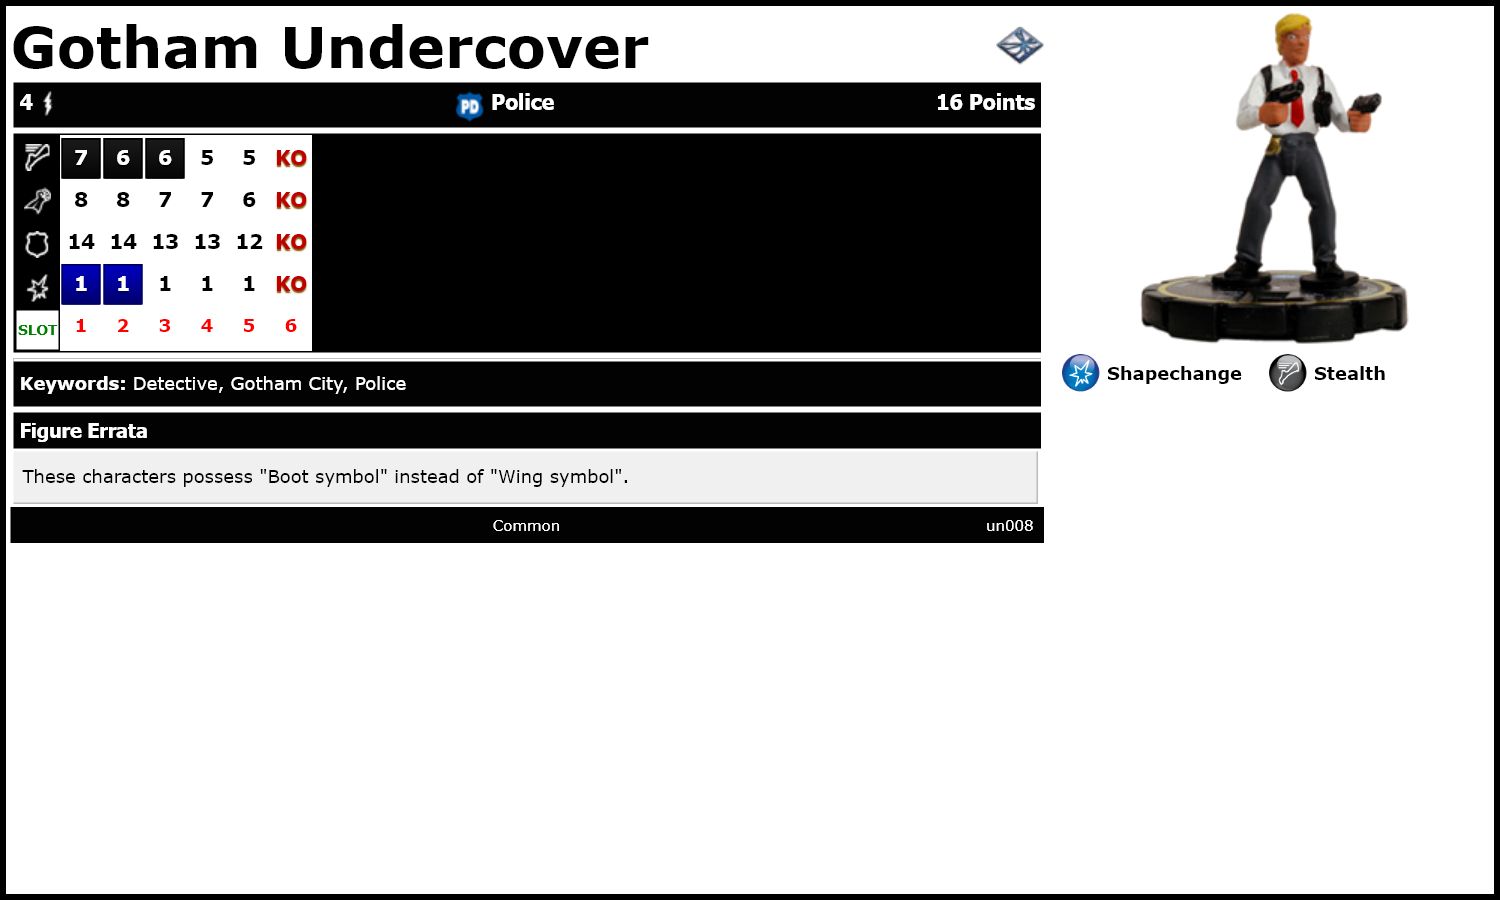 Gotham Undercover
4 PD Police 16 Points
7 6 6 5 5 KO
8 8 7 7 6 KO
14 14 13 13 12 KO
1 1 1 1 1 KO
SLOT 1 2 3 4 5 6
Shapechange Stealth
Keywords: Detective, Gotham City, Police
Figure Errata
These characters possess "Boot symbol" instead of "Wing symbol".
Common un008